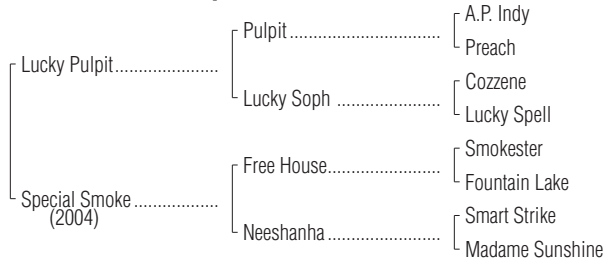 A.P. Indy
Pulpit
Preach
Lucky Pulpit
Cozzene
Lucky Soph
Lucky Spell
Smokester
Free House
Fountain Lake
Special Smoke
(2004)
Smart Strike
Neeshanha
Madame Sunshine